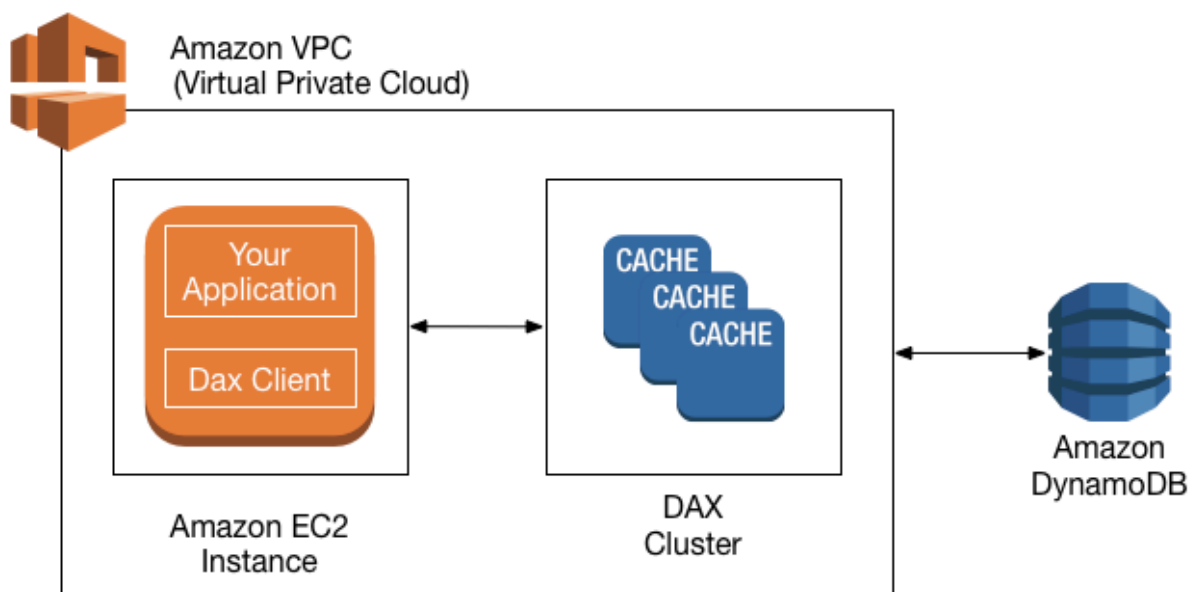 Amazon VPC
(Virtual Private Cloud)
Your
Application
Dax Client
CACHE
CACHE
CACHE
Amazon EC2
Instance
DAX
Cluster
Amazon
DynamoDB